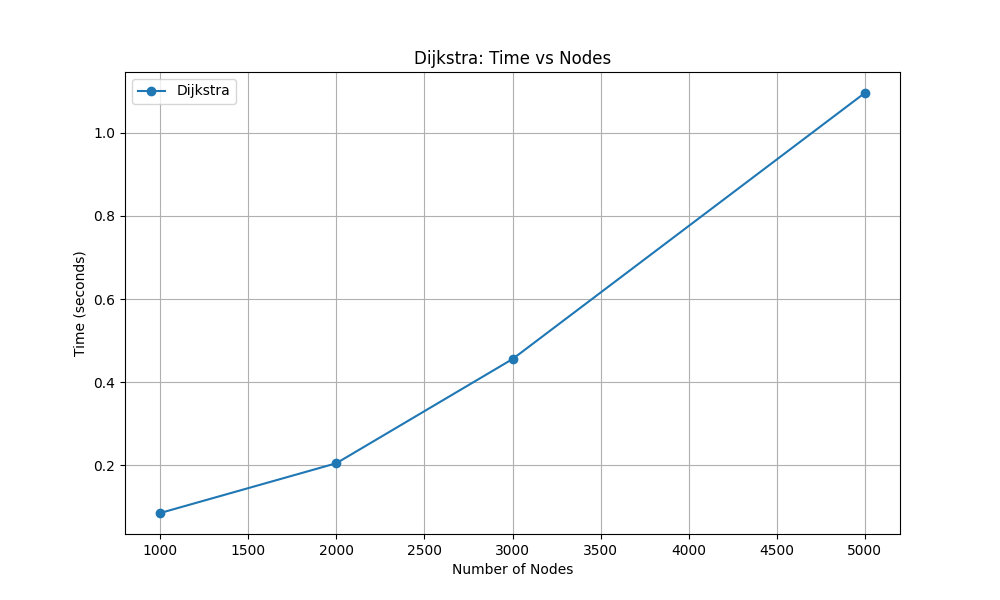 Dijkstra: Time vs Nodes
Dijkstra
1.0
0.8
0.6
0.4
0.2
Time (seconds)
1000 1500 2000 2500 3000 3500 4000 4500 5000
Number of Nodes